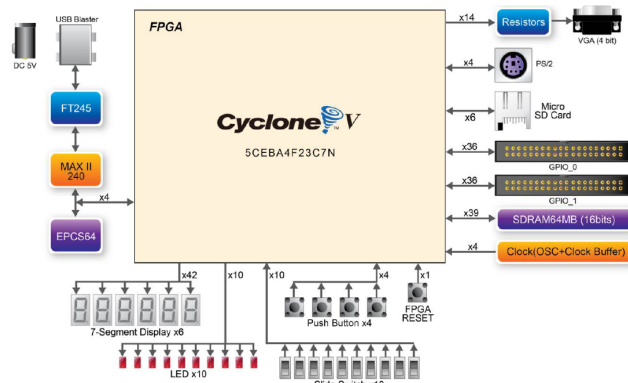 USB Blaster
DC 5V
FT245
MAX II
240
x4
EPCS64
FPGA
Cyclone V
TM
5CEBA4F23C7N
x14
Resistors
VGA (4 bit)
x4
PS/2
x6
Micro
SD Card
x36
GPIO_0
x36
GPIO_1
x39
SDRAM64MB (16bits)
x4
Clock(OSC+Clock Buffer)
x42
x10
x10
x4
x1
7-Segment Display x6
Push Button x4
FPGA
RESET
LED x10